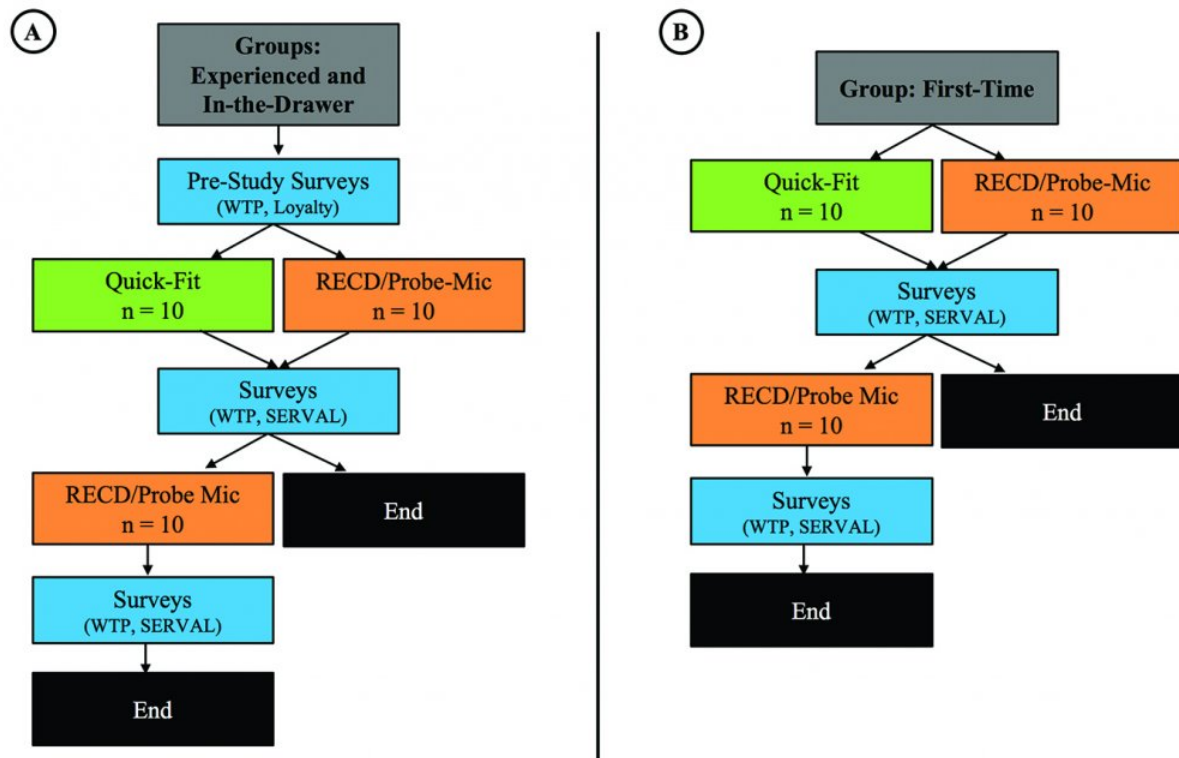 A
Groups:
Experienced and
In-the-Drawer
Pre-Study Surveys
(WTP, Loyalty)
Quick-Fit
n = 10
RECD/Probe-Mic
n = 10
Surveys
(WTP, SERVAL)
RECD/Probe Mic
n = 10
End
Surveys
(WTP, SERVAL)
End
B
Group: First-Time
Quick-Fit
n = 10
RECD/Probe-Mic
n = 10
Surveys
(WTP, SERVAL)
RECD/Probe Mic
n = 10
End
Surveys
(WTP, SERVAL)
End